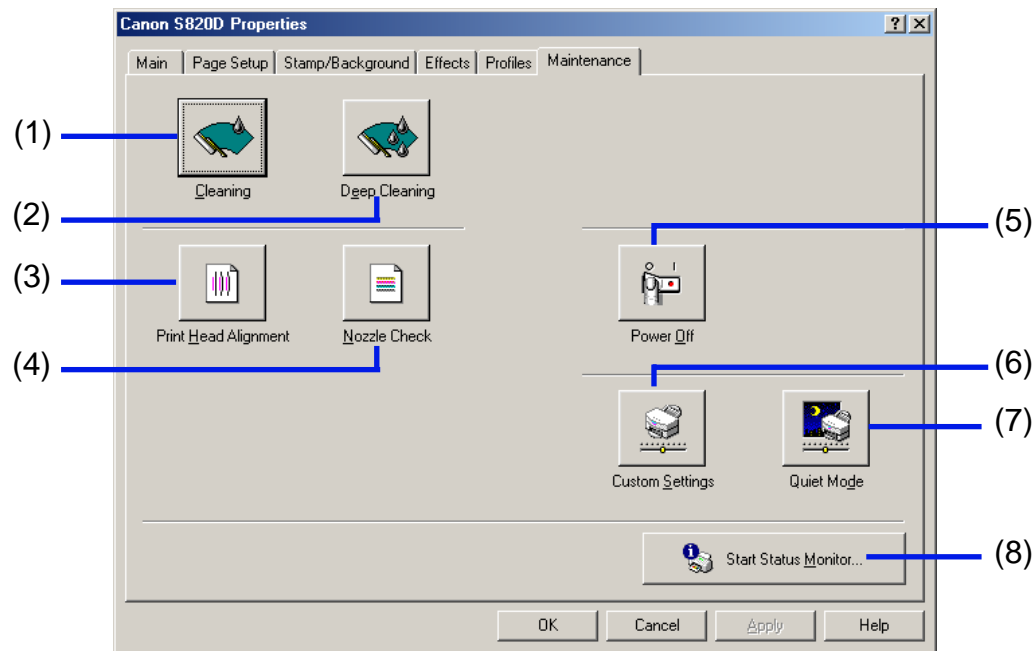 Canon S820D Properties
Main Page Setup Stamp/Background Effects Profiles Maintenance
(1)
Cleaning Deep Cleaning
(2)
(5)
(3)
Print Head Alignment Nozzle Check Power Off
(4)
(6)
(7)
Custom Settings Quiet Mode
Start Status Monitor...
(8)
OK Cancel Apply Help